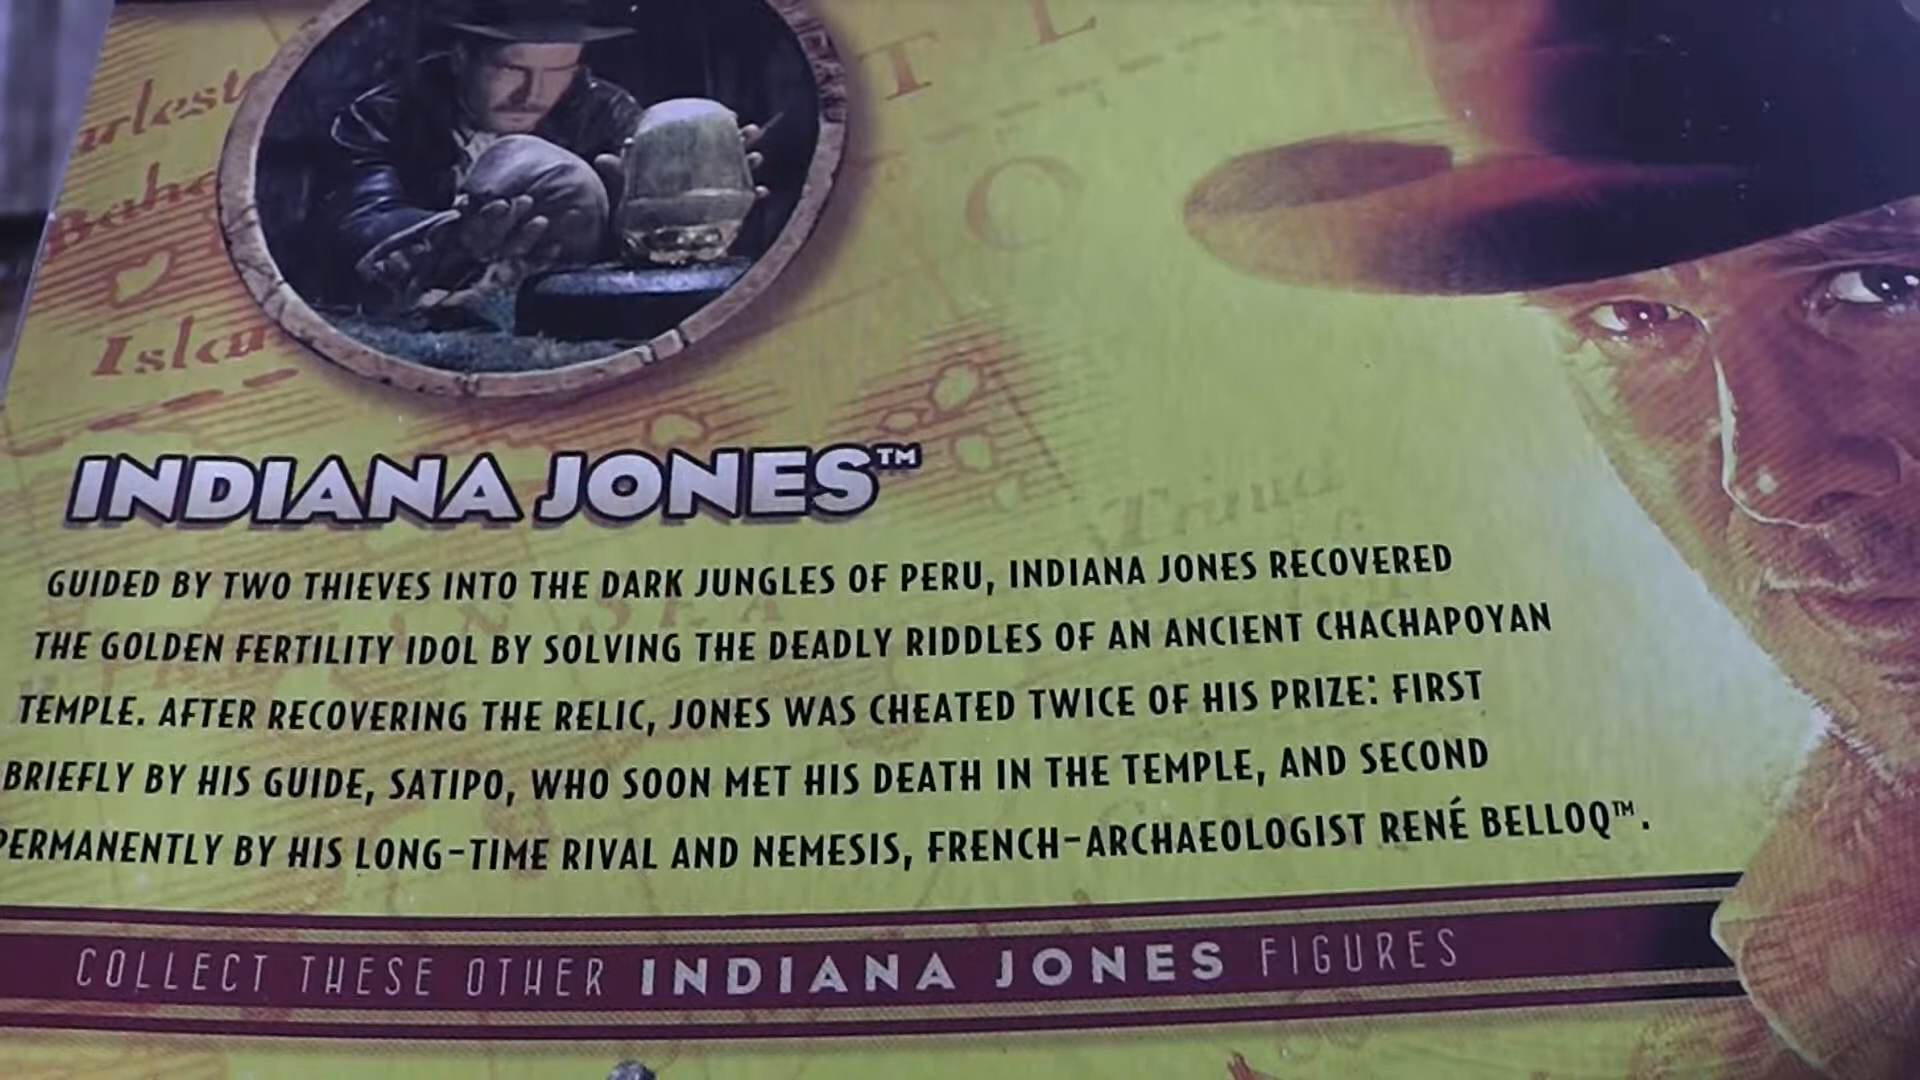 T L
O
Isla
INDIANA JONES™
GUIDED BY TWO THIEVES INTO THE DARK JUNGLES OF PERU, INDIANA JONES RECOVERED
THE GOLDEN FERTILITY IDOL BY SOLVING THE DEADLY RIDDLES OF AN ANCIENT CHACHAPOYAN
TEMPLE. AFTER RECOVERING THE RELIC, JONES WAS CHEATED TWICE OF HIS PRIZE: FIRST
BRIEFLY BY HIS GUIDE, SATIPO, WHO SOON MET HIS DEATH IN THE TEMPLE, AND SECOND
PERMANENTLY BY HIS LONG-TIME RIVAL AND NEMESIS, FRENCH-ARCHAEOLOGIST RENÉ BELLOQ™.
COLLECT THESE OTHER INDIANA JONES FIGURES